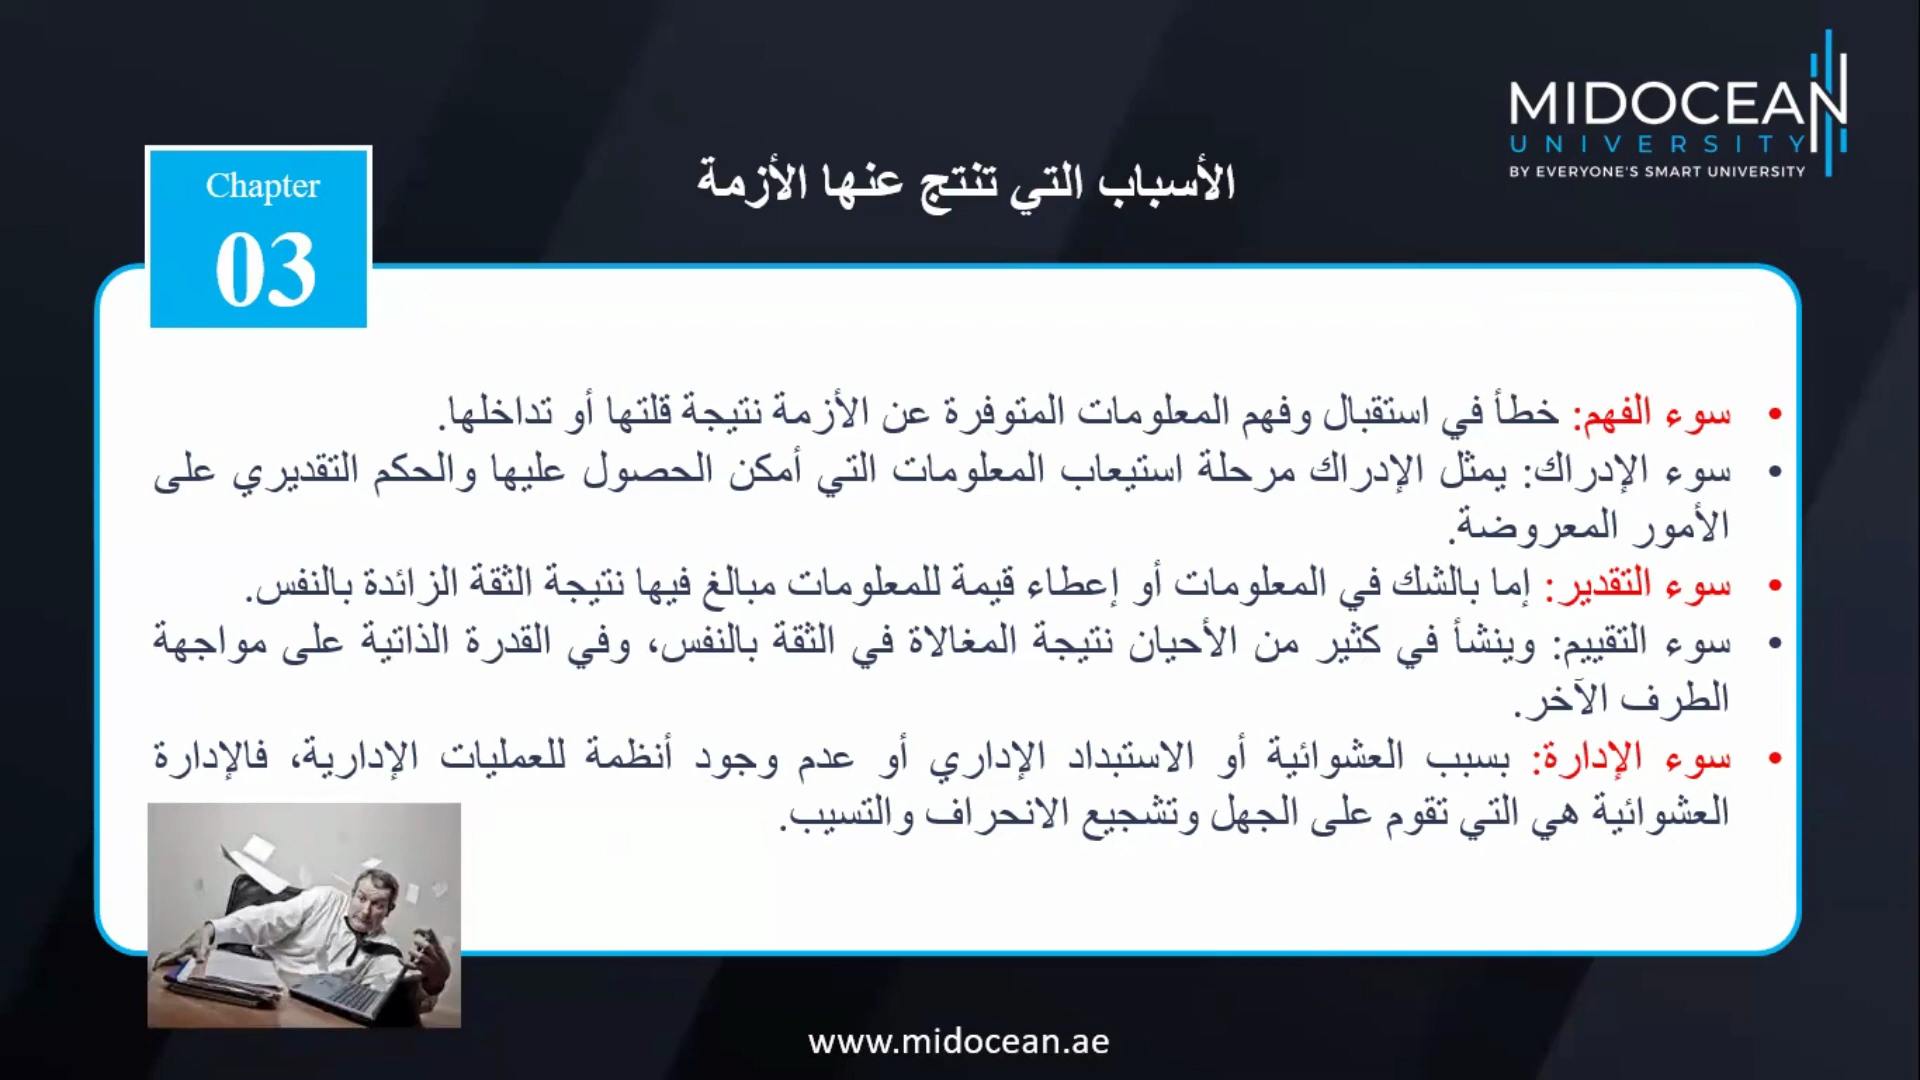 MIDOCEAN
UNIVERSITY
BY EVERYONE'S SMART UNIVERSITY
Chapter
03
الأسباب التي تنتج عنها الأزمة
• سوء الفهم: خطأ في استقبال وفهم المعلومات المتوفرة عن الأزمة نتيجة قلتها أو تداخلها.
• سوء الإدراك: يمثل الإدراك مرحلة استيعاب المعلومات التي أمكن الحصول عليها والحكم التقديري على
الأمور المعروضة.
• سوء التقدير: إما بالشك في المعلومات أو إعطاء قيمة للمعلومات مبالغ فيها نتيجة الثقة الزائدة بالنفس.
• سوء التقييم: وينشأ في كثير من الأحيان نتيجة المغالاة في الثقة بالنفس، وفي القدرة الذاتية على مواجهة
الطرف الآخر.
• سوء الإدارة: بسبب العشوائية أو الاستبداد الإداري أو عدم وجود أنظمة للعمليات الإدارية، فالإدارة
العشوائية هي التي تقوم على الجهل وتشجيع الانحراف والتسيب.
www.midocean.ae